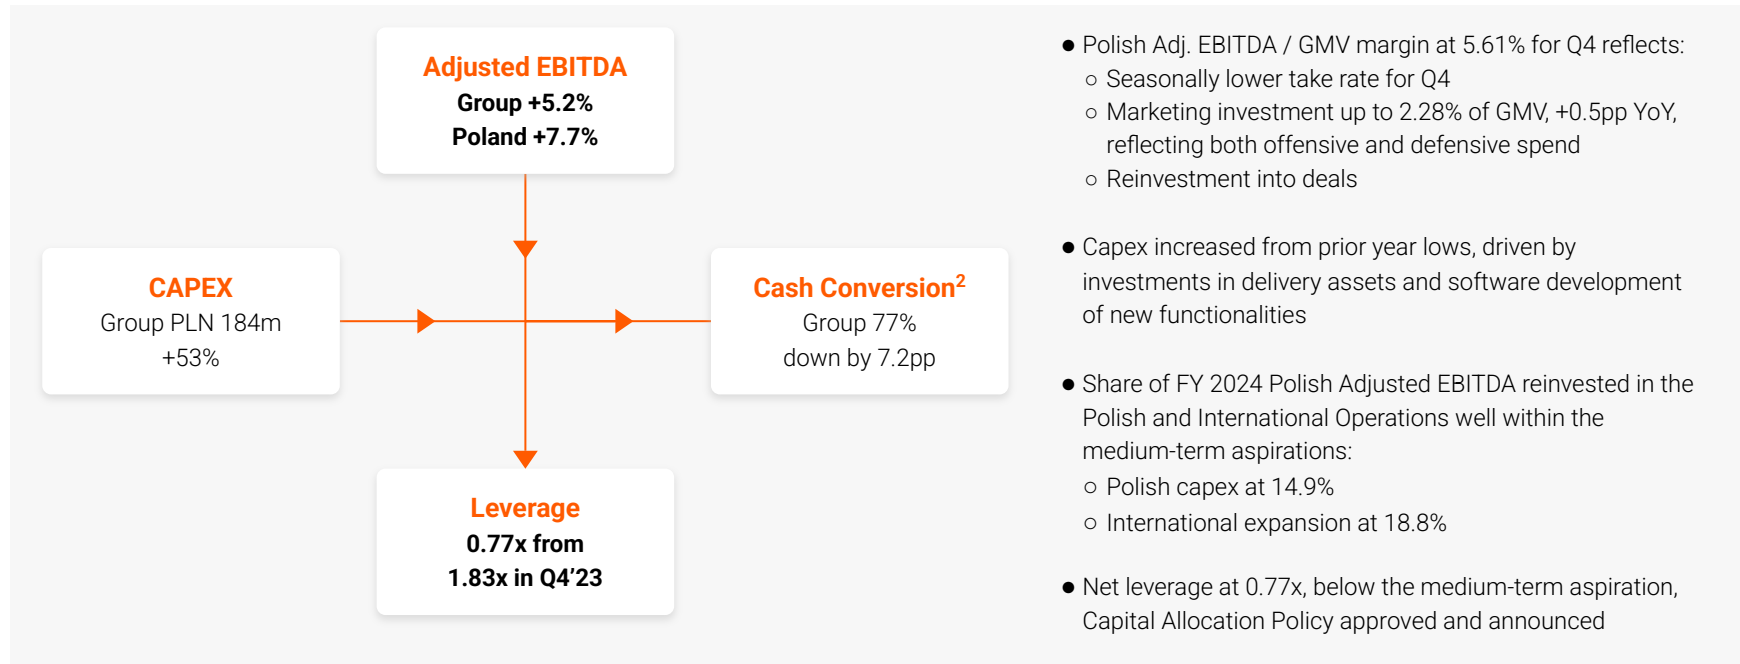 Adjusted EBITDA
Group +5.2%
Poland +7.7%
CAPEX
Group PLN 184m
+53%
Cash Conversion2
Group 77%
down by 7.2pp
Leverage
0.77x from
1.83x in Q4’23
● Polish Adj. EBITDA / GMV margin at 5.61% for Q4 reflects:
○ Seasonally lower take rate for Q4
○ Marketing investment up to 2.28% of GMV, +0.5pp YoY,
reflecting both offensive and defensive spend
○ Reinvestment into deals
● Capex increased from prior year lows, driven by
investments in delivery assets and software development
of new functionalities
● Share of FY 2024 Polish Adjusted EBITDA reinvested in the
Polish and International Operations well within the
medium-term aspirations:
○ Polish capex at 14.9%
○ International expansion at 18.8%
● Net leverage at 0.77x, below the medium-term aspiration,
Capital Allocation Policy approved and announced